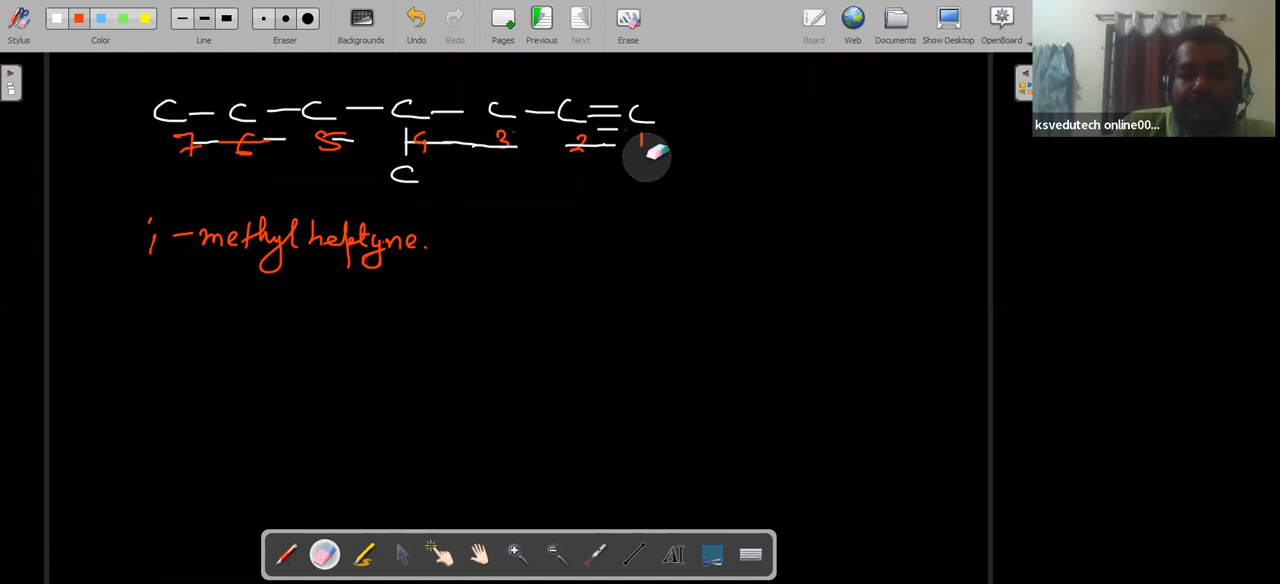 Stylus Color Line Eraser Backgrounds Undo Redo Pages Previous Next Erase Board Web Documents Show Desktop OpenBoard
C - C - C - C - C - C ≡ C
7 6 5 4 3 2 1
C
- methyl heptyne.
ksvedutech online00...
AI